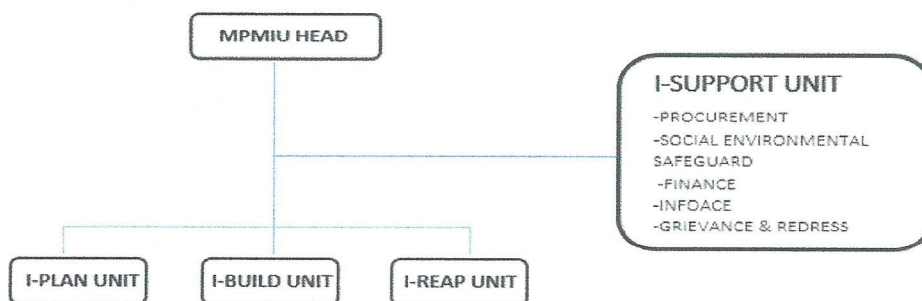 MPMIU HEAD
I-SUPPORT UNIT
-PROCUREMENT
-SOCIAL ENVIRONMENTAL
SAFEGUARD
-FINANCE
-INFOACE
-GRIEVANCE & REDRESS
I-PLAN UNIT
I-BUILD UNIT
I-REAP UNIT